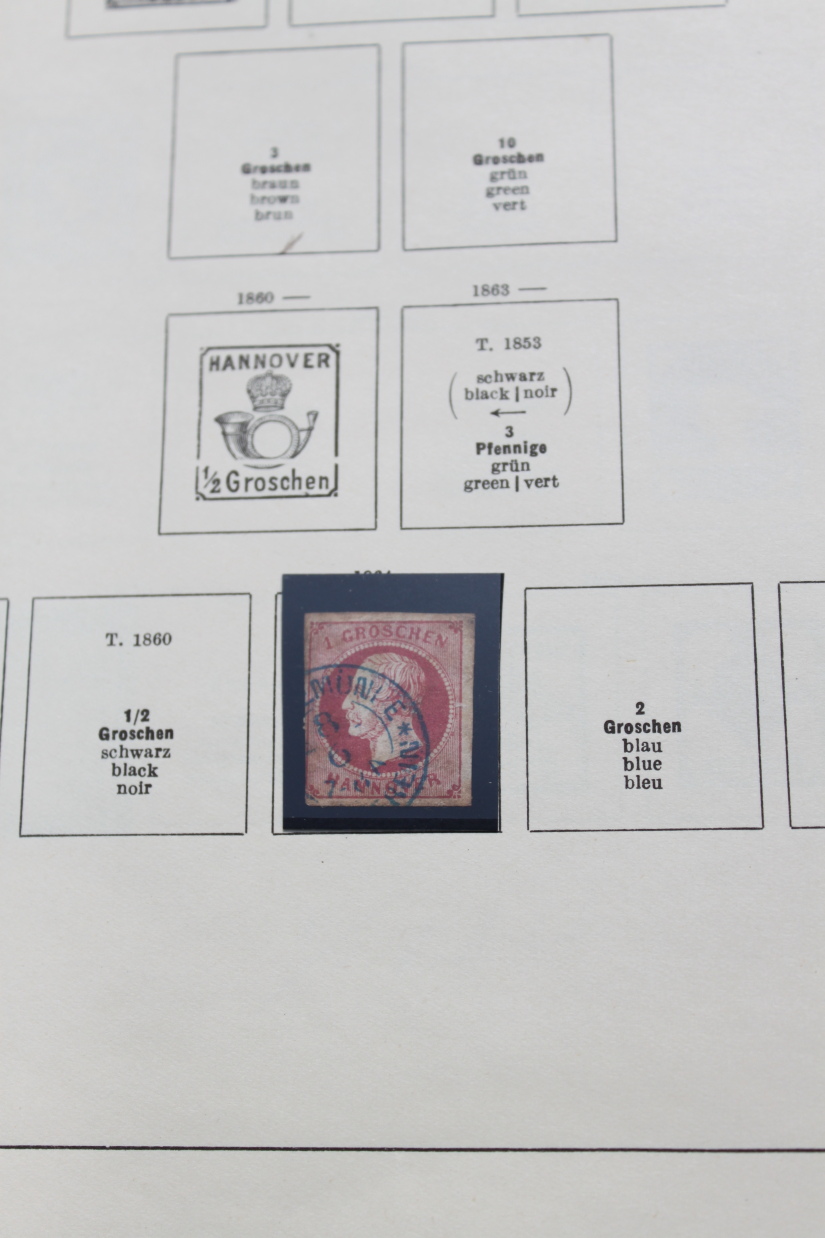 3
Groschen
braun
brown
brun
10
Groschen
grün
green
vert
1860 —
1863 —
HANNOVER
1/2 Groschen
T. 1853
( schwarz
black | noir )
←
3
Pfennige
grün
green | vert
T. 1860
1/2
Groschen
schwarz
black
noir
1 GROSCHEN
HANNOVER
2
Groschen
blau
blue
bleu